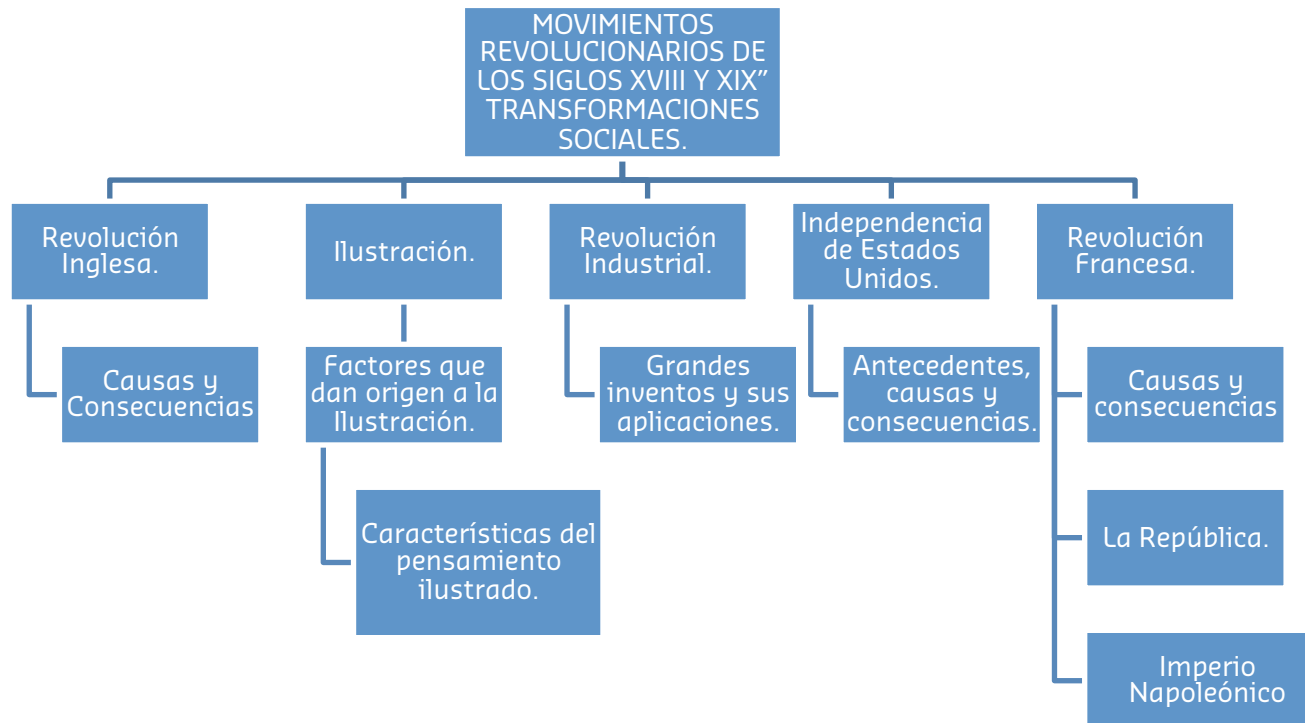 MOVIMIENTOS
REVOLUCIONARIOS DE
LOS SIGLOS XVIII Y XIX”
TRANSFORMACIONES
SOCIALES.
Revolución
Inglesa.
Causas y
Consecuencias
Ilustración.
Factores que
dan origen a la
Ilustración.
Características del
pensamiento
ilustrado.
Revolución
Industrial.
Grandes
inventos y sus
aplicaciones.
Independencia
de Estados
Unidos.
Antecedentes,
causas y
consecuencias.
Revolución
Francesa.
Causas y
consecuencias
La República.
Imperio
Napoleónico